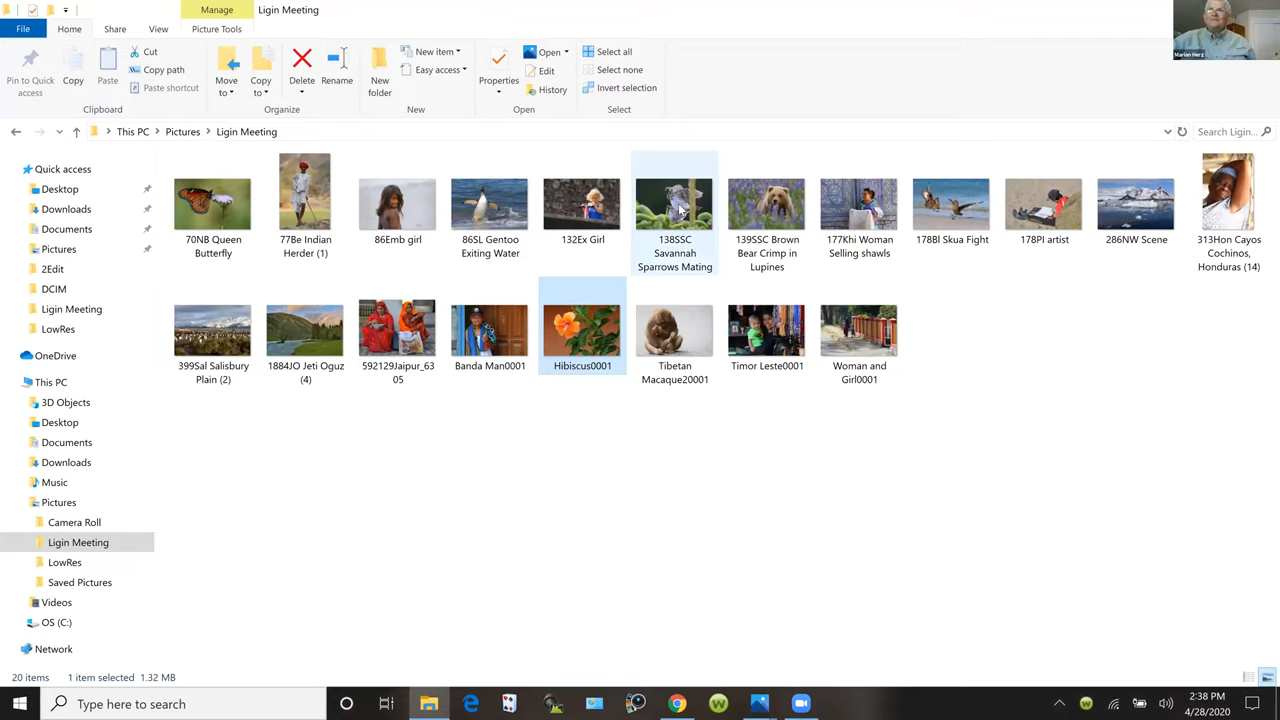 Manage
Ligin Meeting
File
Home
Share
View
Picture Tools
Pin to Quick access
Copy
Paste
Cut
Copy path
Paste shortcut
Clipboard
Move to
Copy to
Delete
Rename
Organize
New folder
New item
Easy access
New
Properties
Open
Edit
History
Open
Select all
Select none
Invert selection
Select
Marian Herz
This PC > Pictures > Ligin Meeting
Search Ligin...
Quick access
Desktop
Downloads
Documents
Pictures
2Edit
DCIM
Ligin Meeting
LowRes
OneDrive
This PC
3D Objects
Desktop
Documents
Downloads
Music
Pictures
Camera Roll
Ligin Meeting
LowRes
Saved Pictures
Videos
OS (C:)
Network
70NB Queen
Butterfly
77Be Indian
Herder (1)
86Emb girl
86SL Gentoo
Exiting Water
132Ex Girl
138SSC
Savannah
Sparrows Mating
139SSC Brown
Bear Crimp in
Lupines
177Khi Woman
Selling shawls
178Bl Skua Fight
178PI artist
286NW Scene
313Hon Cayos
Cochinos,
Honduras (14)
399Sal Salisbury
Plain (2)
1884JO Jeti Oguz
(4)
592129Jaipur_63
05
Banda Man0001
Hibiscus0001
Tibetan
Macaque20001
Timor Leste0001
Woman and
Girl0001
20 items
1 item selected 1.32 MB
Type here to search
2:38 PM
4/28/2020